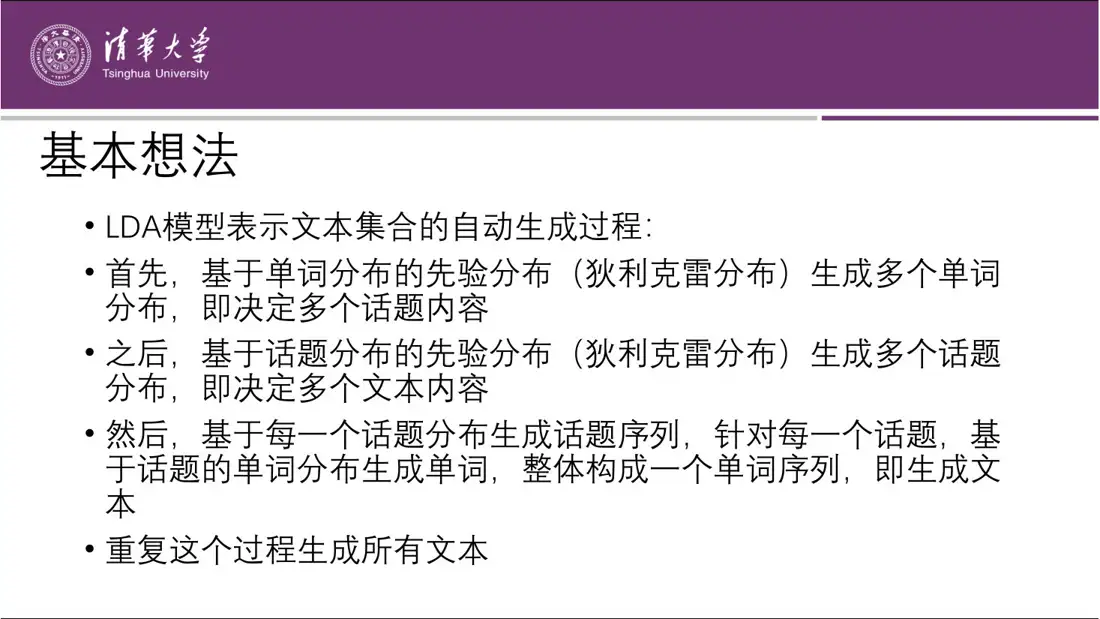 清华大学
Tsinghua University
基本想法
• LDA模型表示文本集合的自动生成过程：
• 首先，基于单词分布的先验分布（狄利克雷分布）生成多个单词
分布，即决定多个话题内容
• 之后，基于话题分布的先验分布（狄利克雷分布）生成多个话题
分布，即决定多个文本内容
• 然后，基于每一个话题分布生成话题序列，针对每一个话题，基
于话题的单词分布生成单词，整体构成一个单词序列，即生成文
本
• 重复这个过程生成所有文本